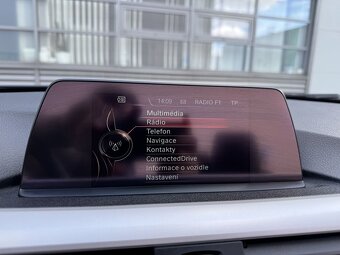 14:09 RADIO F1 TP
Multimédia
Rádio
Telefon
Navigace
Kontakty
ConnectedDrive
Informace o vozidle
Nastavení